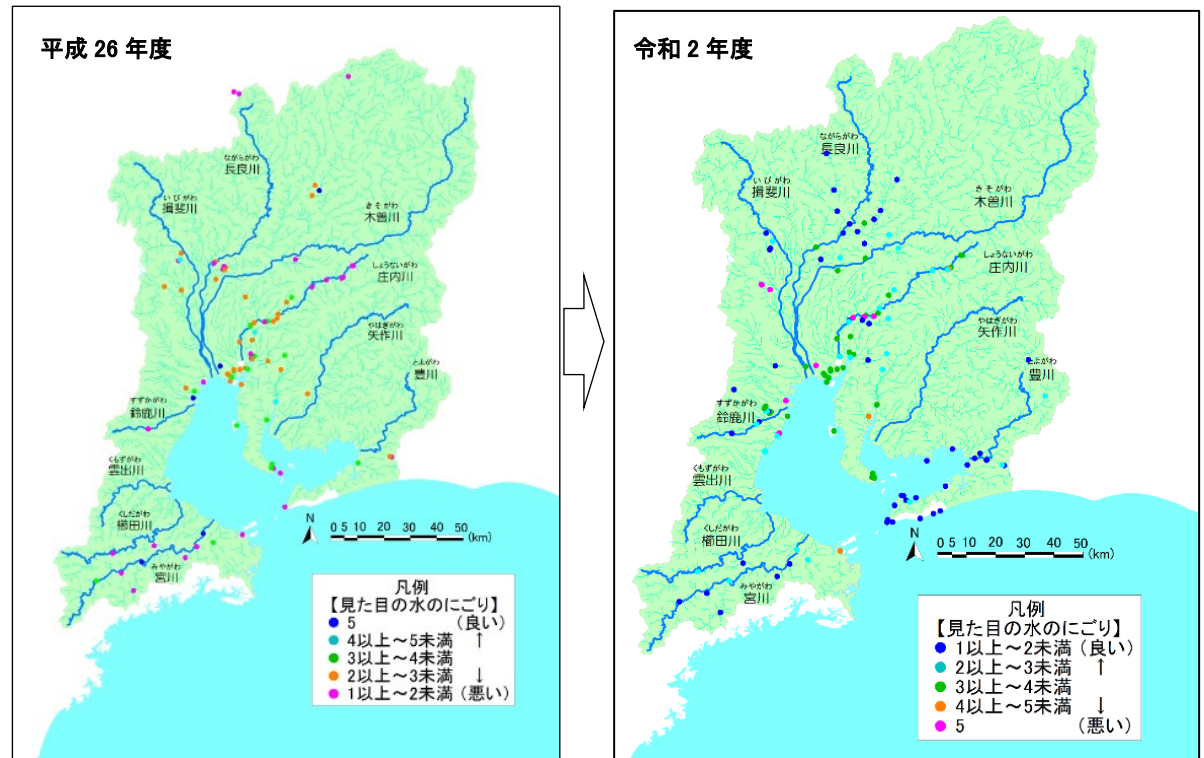 平成 26 年度
ながらがわ
長良川
いびがわ
揖斐川
きそがわ
木曽川
しょうないがわ
庄内川
やはぎがわ
矢作川
とよがわ
豊川
すずかがわ
鈴鹿川
くもずがわ
雲出川
くしだがわ
櫛田川
みやがわ
宮川
N
0 5 10 20 30 40 50
(km)
凡例
【見た目の水のにごり】
5 (良い)
4以上~5未満 ↑
3以上~4未満
2以上~3未満 ↓
1以上~2未満 (悪い)
令和 2 年度
ながらがわ
長良川
いびがわ
揖斐川
きそがわ
木曽川
しょうないがわ
庄内川
やはぎがわ
矢作川
とよがわ
豊川
すずかがわ
鈴鹿川
くもずがわ
雲出川
くしだがわ
櫛田川
みやがわ
宮川
N
0 5 10 20 30 40 50
(km)
凡例
【見た目の水のにごり】
1以上~2未満 (良い)
2以上~3未満 ↑
3以上~4未満
4以上~5未満 ↓
5 (悪い)